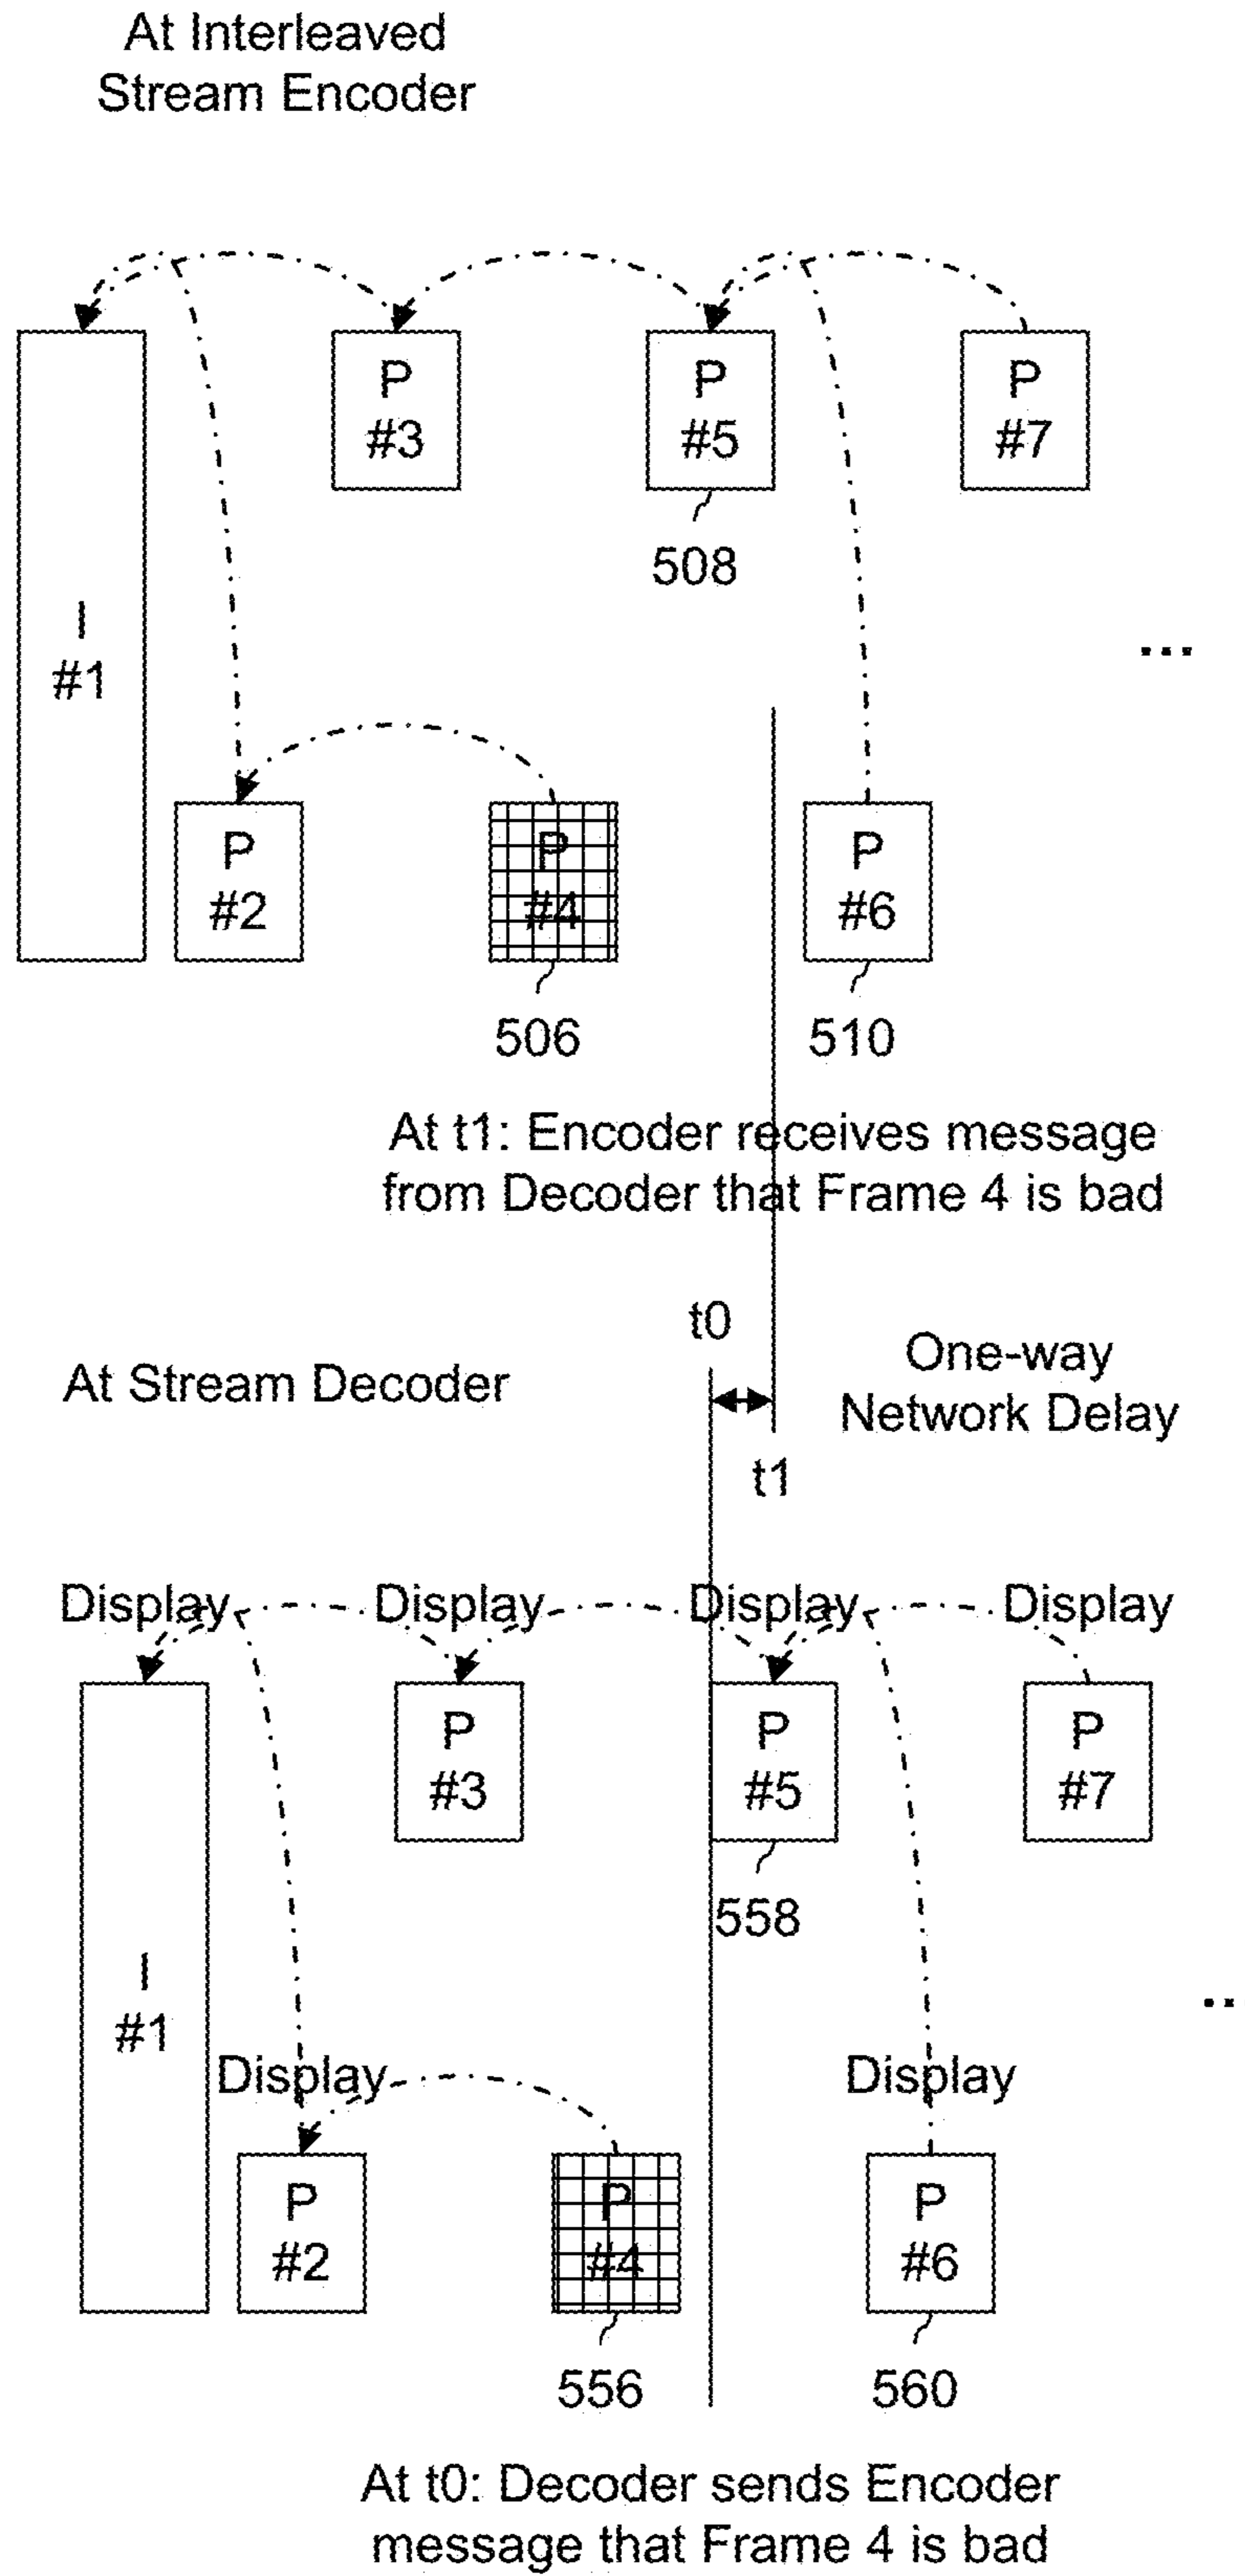 At Interleaved
Stream Encoder
P
#3
P
#5
P
#7
508
I
#1
...
P
#2
P
#4
P
#6
506
510
At t1: Encoder receives message
from Decoder that Frame 4 is bad
t0
At Stream Decoder
One-way
Network Delay
t1
Display
Display
Display
Display
P
#3
P
#5
P
#7
558
I
#1
..
Display
Display
P
#2
P
#4
P
#6
556
560
At t0: Decoder sends Encoder
message that Frame 4 is bad